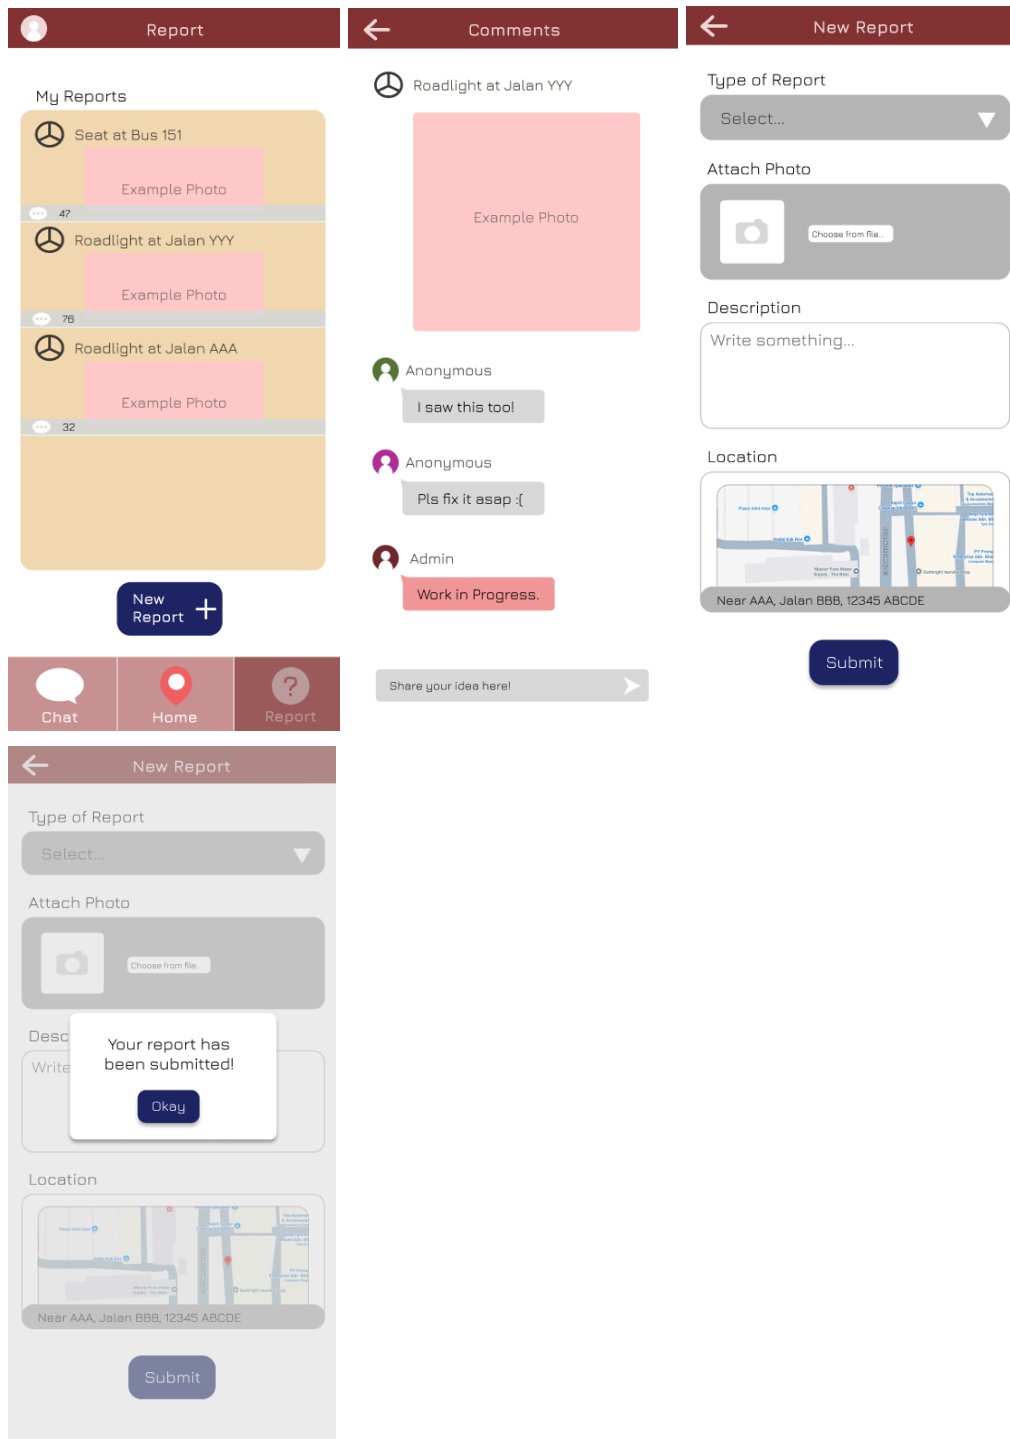 Report
My Reports
Seat at Bus 151
Example Photo
47
Roadlight at Jalan YYY
Example Photo
76
Roadlight at Jalan AAA
Example Photo
32
New
Report
Chat
Home
?
Report
Comments
Roadlight at Jalan YYY
Example Photo
Anonymous
I saw this too!
Anonymous
Pls fix it asap :(
Admin
Work in Progress.
Share your idea here!
New Report
Type of Report
Select...
Attach Photo
Choose from file...
Description
Write something...
Location
Near AAA, Jalan BBB, 12345 ABCDE
Submit
New Report
Type of Report
Select...
Attach Photo
Choose from file...
Desc
Write
Your report has
been submitted!
Okay
Location
Near AAA, Jalan BBB, 12345 ABCDE
Submit